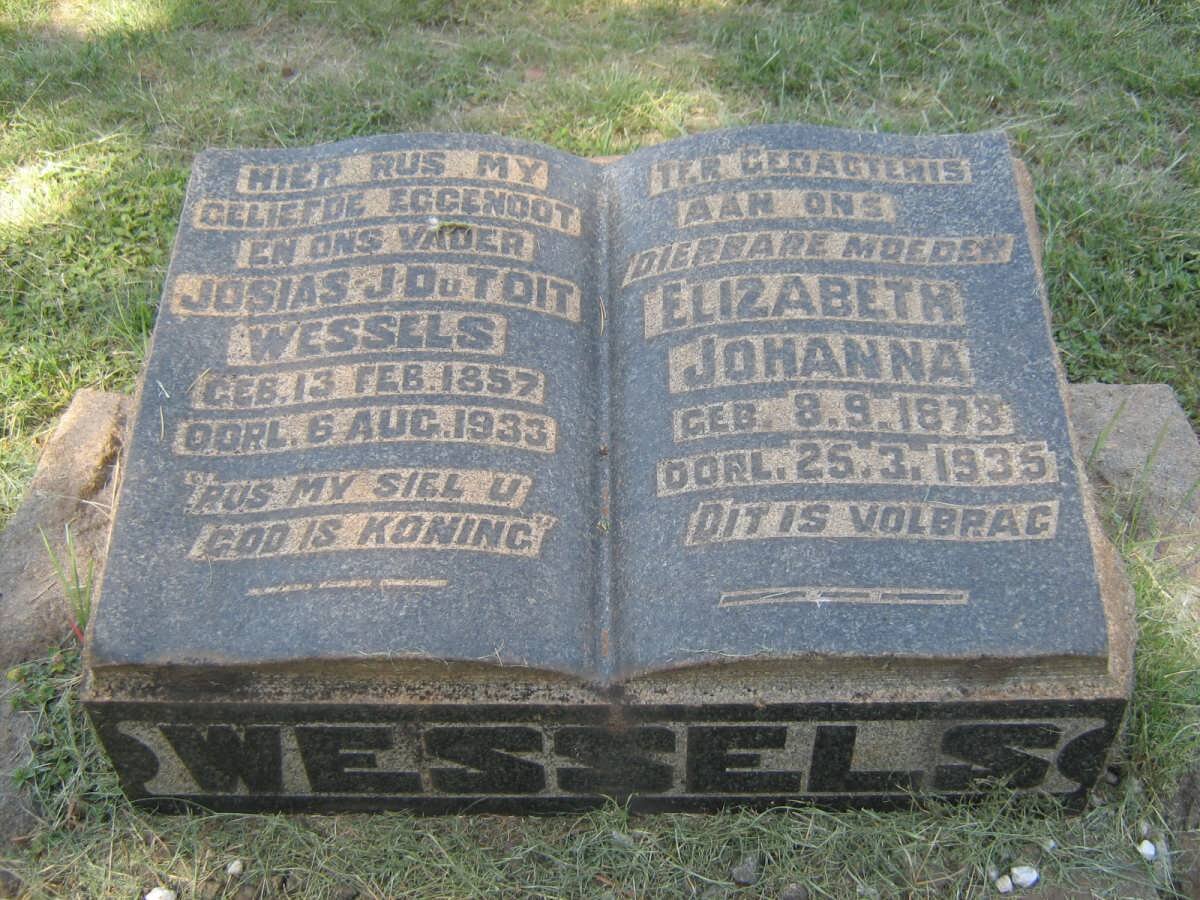 HIER RUS MY
GELIEFDE EGGENOOT
EN ONS VADER
JOSIAS J. DU TOIT
WESSELS
GEB. 13 FEB. 1857
OORL. 6 AUG. 1933
"RUS MY SIEL U
GOD IS KONING"
TER GEDAGTENIS
AAN ONS
DIERBARE MOEDER
ELIZABETH
JOHANNA
GEB. 8.9.1873
OORL. 25.3.1935
DIT IS VOLBRAG
WESSELS